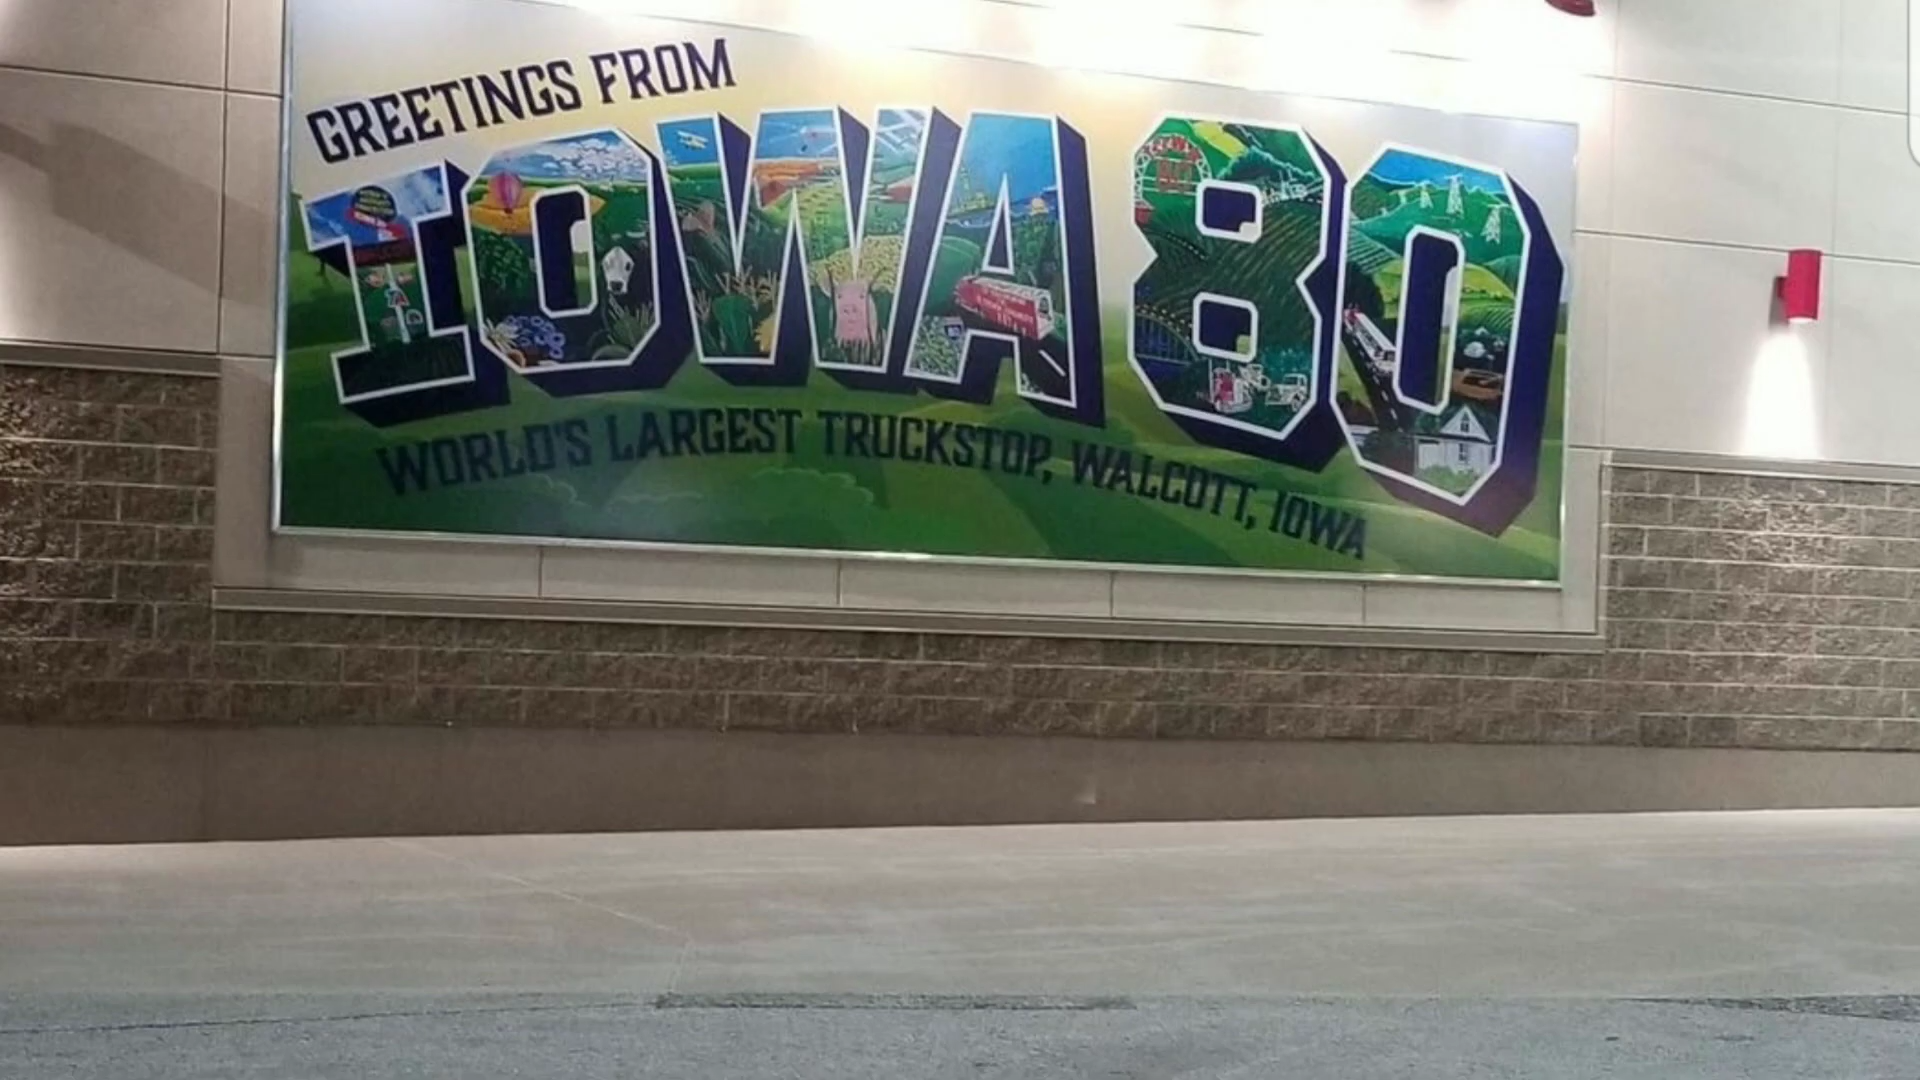 GREETINGS FROM
IOWA 80
WORLD'S LARGEST TRUCKSTOP, WALCOTT, IOWA